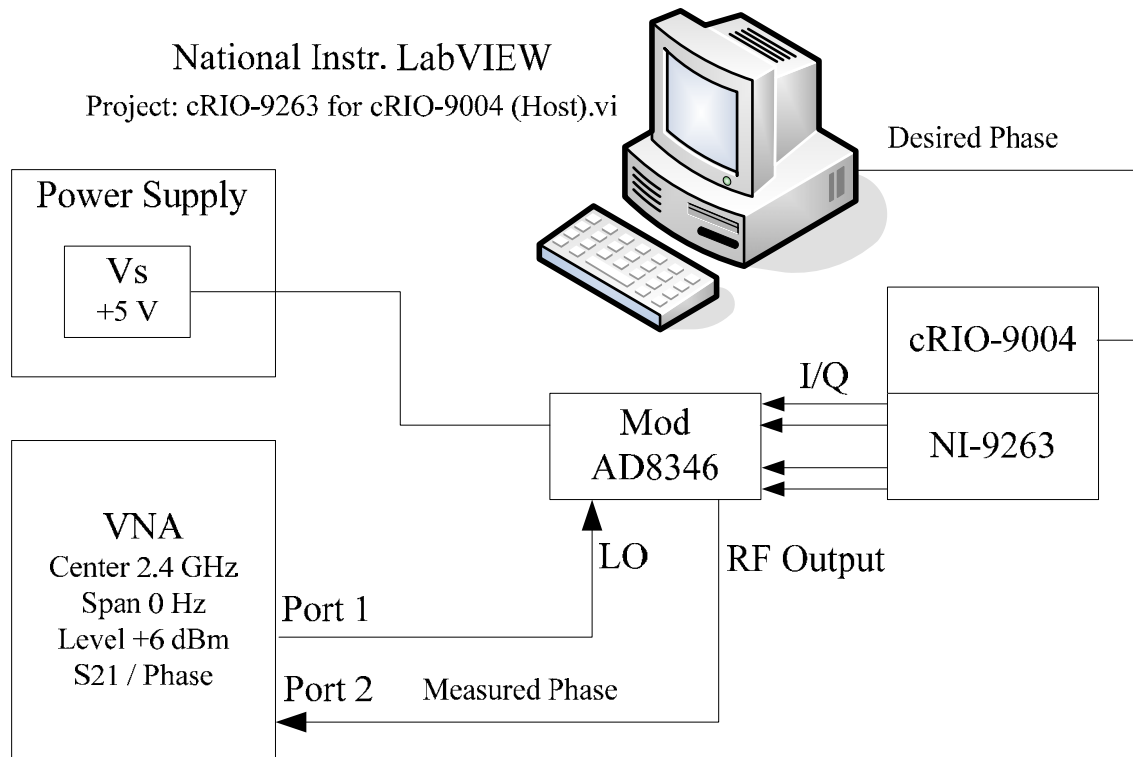 National Instr. LabVIEW
Project: cRIO-9263 for cRIO-9004 (Host).vi
Desired Phase
Power Supply
Vs
+5 V
cRIO-9004
NI-9263
I/Q
Mod
AD8346
VNA
Center 2.4 GHz
Span 0 Hz
Level +6 dBm
S21 / Phase
LO
RF Output
Port 1
Port 2
Measured Phase